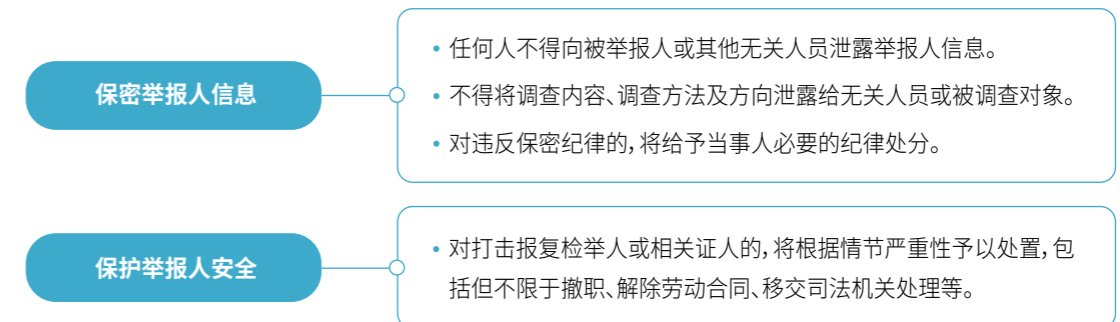 保密举报人信息
• 任何人不得向被举报人或其他无关人员泄露举报人信息。
• 不得将调查内容、调查方法及方向泄露给无关人员或被调查对象。
• 对违反保密纪律的,将给予当事人必要的纪律处分。
保护举报人安全
• 对打击报复检举人或相关证人的,将根据情节严重性予以处置,包
括但不限于撤职、解除劳动合同、移交司法机关处理等。